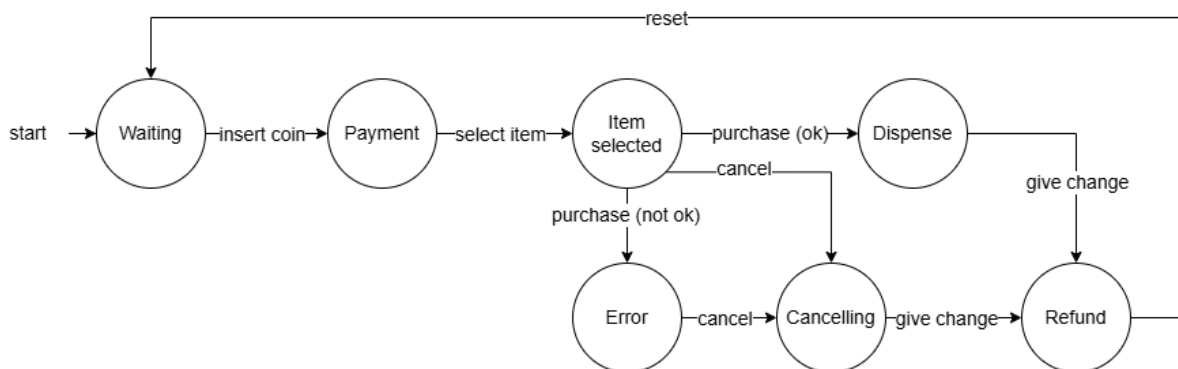 reset
start
Waiting
insert coin
Payment
select item
Item
selected
purchase (ok)
Dispense
cancel
give change
purchase (not ok)
Error
cancel
Cancelling
give change
Refund